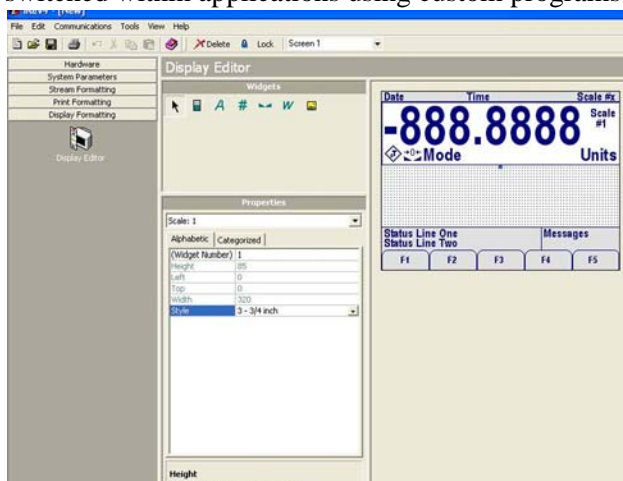 switched within applications using custom programs
iRev4 - [New]
File Edit Communications Tools View Help
Delete Lock Screen 1
Hardware
System Parameters
Stream Formatting
Print Formatting
Display Formatting
Display Editor
Display Editor
Widgets
A # W
Properties
Scale: 1
Alphabetic Categorized
(Widget Number) 1
Height 85
Left 0
Top 0
Width 320
Style 3 - 3/4 inch
Height
Date Time Scale #x
-888.8888 Scale #1
→0← Mode Units
Status Line One Messages
Status Line Two
F1 F2 F3 F4 F5